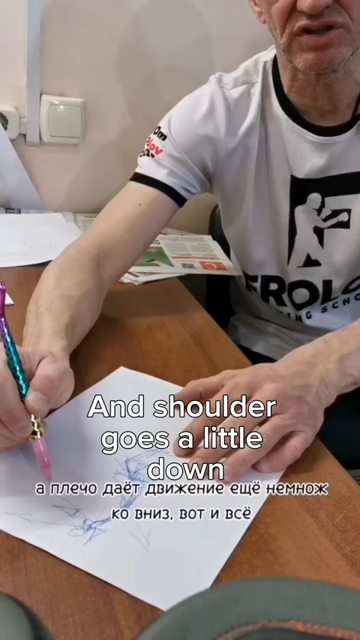 FROLO
ING SCHO
And shoulder
goes a little
down
а плечо даёт движение ещё немнож
ко вниз, вот и всё